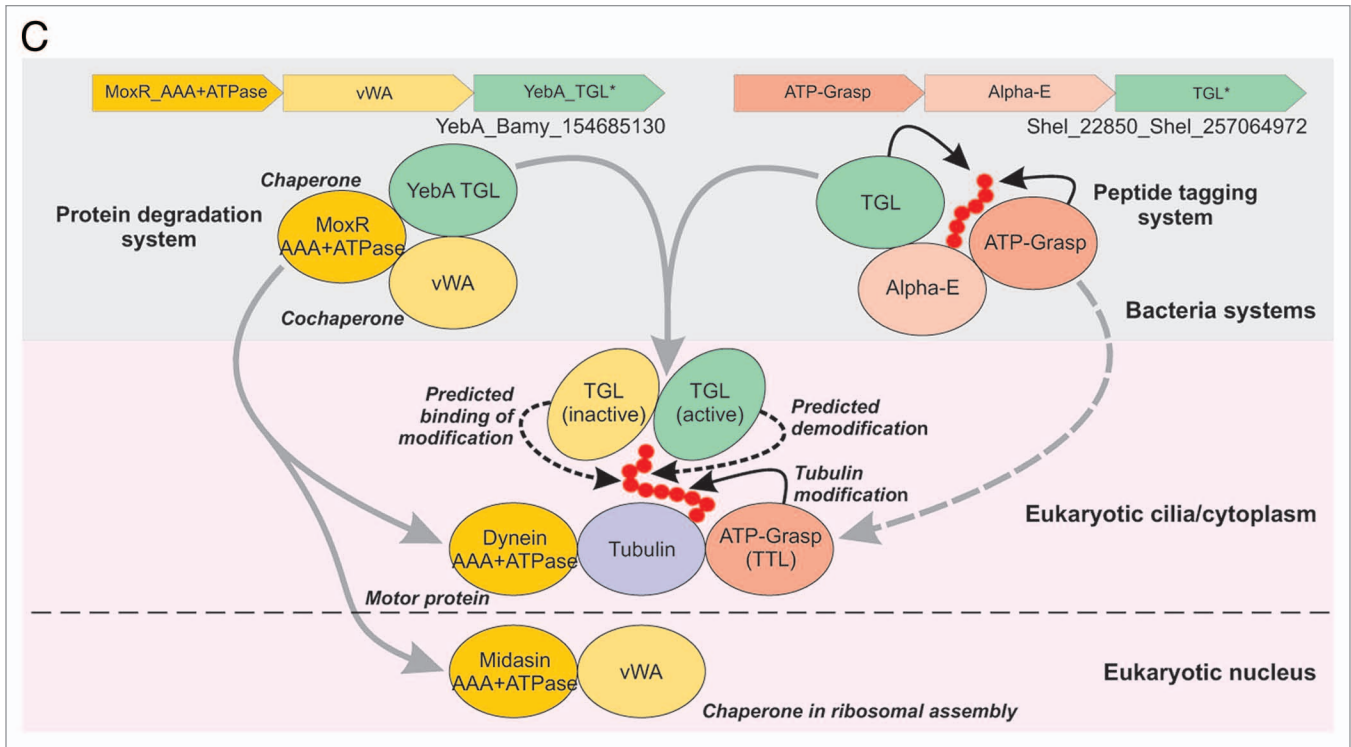 C
MoxR_AAA+ATPase
vWA
YebA_TGL*
ATP-Grasp
Alpha-E
TGL*
YebA_Bamy_154685130
Shel_22850_Shel_257064972
Chaperone
YebA TGL
Protein degradation
system
MoxR
AAA+ATPase
vWA
Cochaperone
TGL
ATP-Grasp
Alpha-E
Peptide tagging
system
Bacteria systems
Predicted
binding of
modification
TGL
(inactive)
TGL
(active)
Predicted
demodification
Tubulin
modification
Eukaryotic cilia/cytoplasm
Dynein
AAA+ATPase
Tubulin
ATP-Grasp
(TTL)
Motor protein
Midasin
AAA+ATPase
vWA
Eukaryotic nucleus
Chaperone in ribosomal assembly